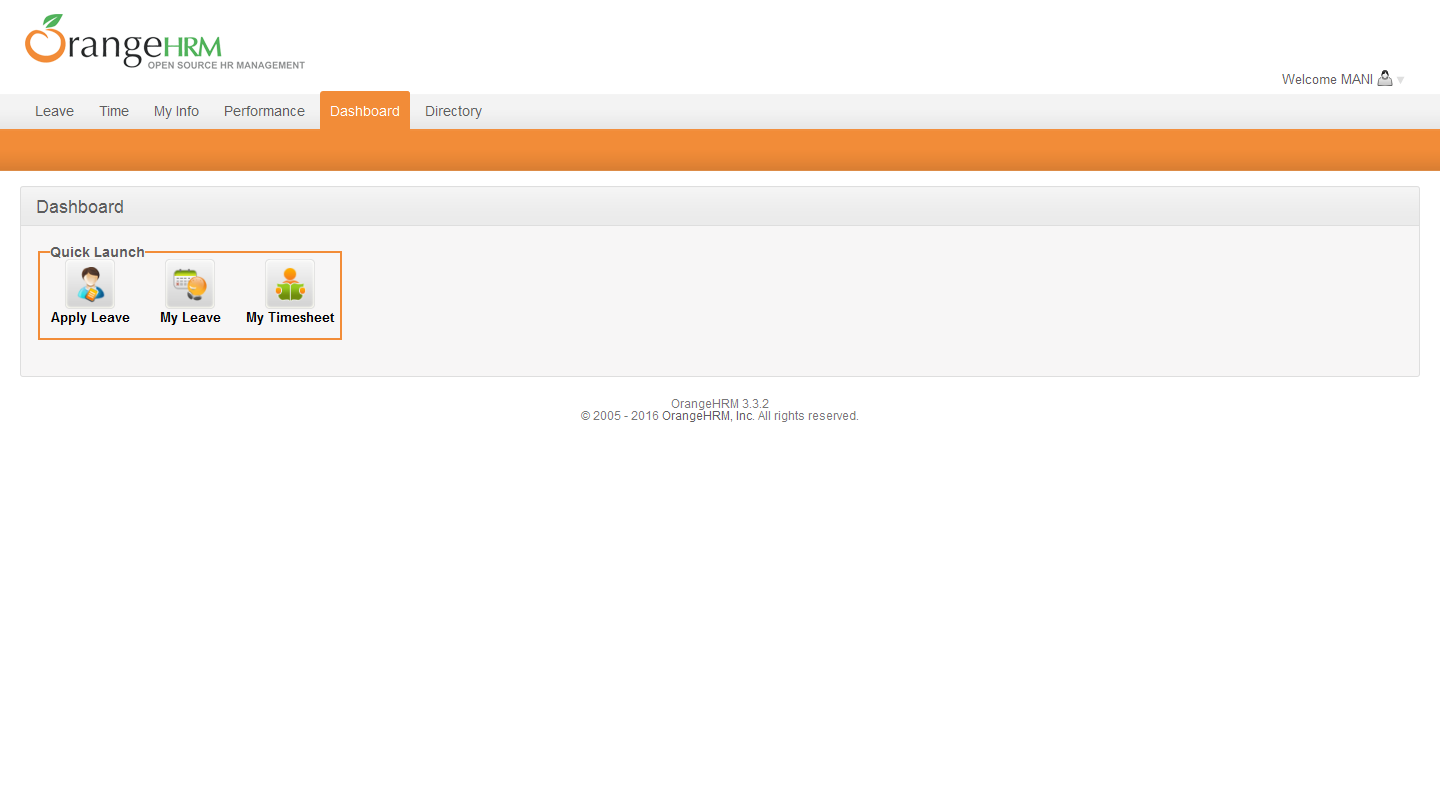 OrangeHRM
OPEN SOURCE HR MANAGEMENT
Welcome MANI
Leave Time My Info Performance Dashboard Directory
Dashboard
Quick Launch
Apply Leave My Leave My Timesheet
OrangeHRM 3.3.2
© 2005 - 2016 OrangeHRM, Inc. All rights reserved.